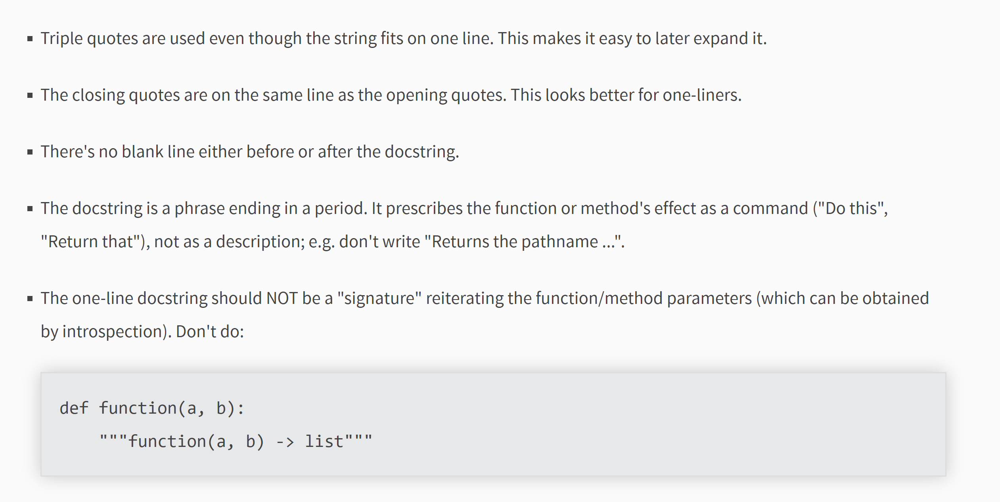 ▪ Triple quotes are used even though the string fits on one line. This makes it easy to later expand it.
▪ The closing quotes are on the same line as the opening quotes. This looks better for one-liners.
▪ There's no blank line either before or after the docstring.
▪ The docstring is a phrase ending in a period. It prescribes the function or method's effect as a command ("Do this",
"Return that"), not as a description; e.g. don't write "Returns the pathname ...".
▪ The one-line docstring should NOT be a "signature" reiterating the function/method parameters (which can be obtained
by introspection). Don't do:
def function(a, b):
    """function(a, b) -> list"""